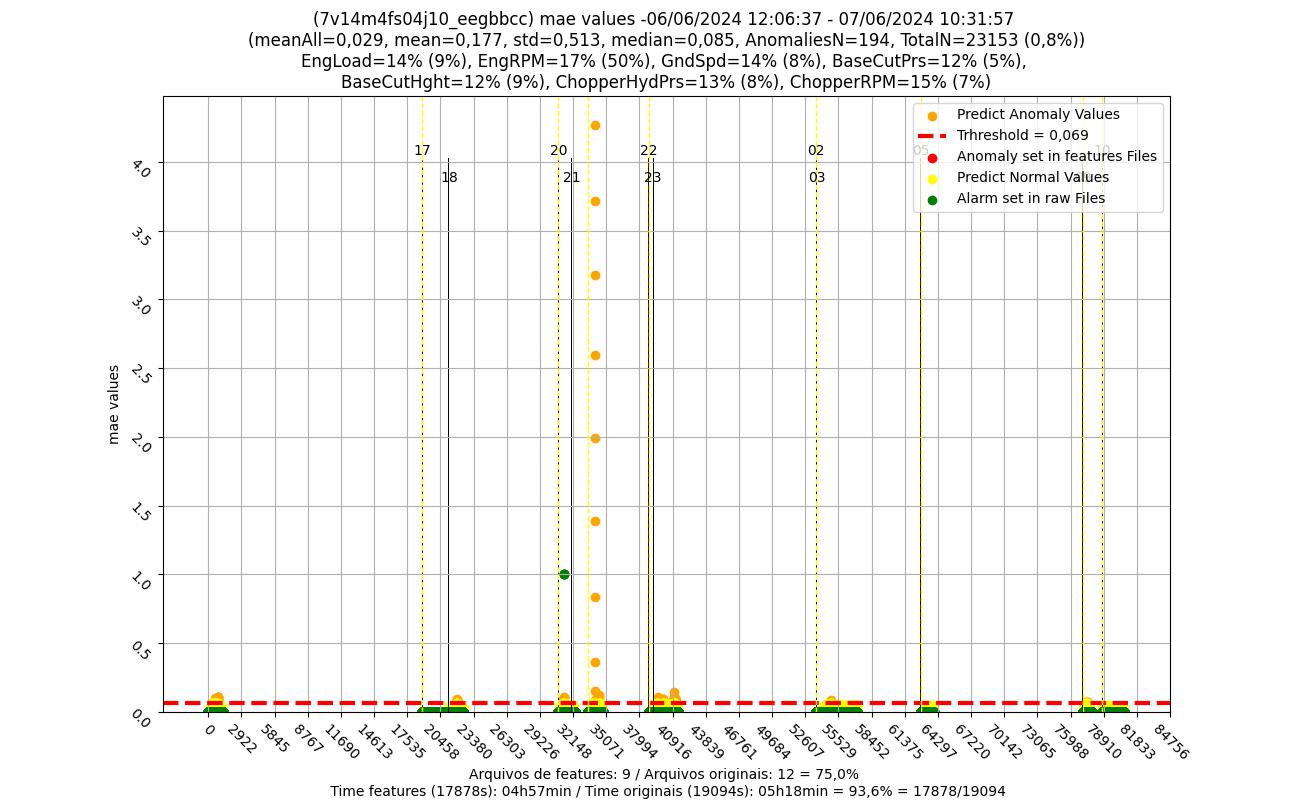 (7v14m4fs04j10_eegbbcc) mae values -06/06/2024 12:06:37 - 07/06/2024 10:31:57
(meanAll=0,029, mean=0,177, std=0,513, median=0,085, AnomaliesN=194, TotalN=23153 (0,8%))
EngLoad=14% (9%), EngRPM=17% (50%), GndSpd=14% (8%), BaseCutPrs=12% (5%),
BaseCutHght=12% (9%), ChopperHydPrs=13% (8%), ChopperRPM=15% (7%)
Predict Anomaly Values
Trhreshold = 0,069
Anomaly set in features Files
Predict Normal Values
Alarm set in raw Files
17 20 22 02 05 10
18 21 23 03
4.0
3.5
3.0
2.5
2.0
1.5
1.0
0.5
0.0
mae values
0 2922 5845 8767 11690 14613 17535 20458 23380 26303 29226 32148 35071 37994 40916 43839 46761 49684 52607 55529 58452 61375 64297 67220 70142 73065 75988 78910 81833 84756
Arquivos de features: 9 / Arquivos originais: 12 = 75,0%
Time features (17878s): 04h57min / Time originais (19094s): 05h18min = 93,6% = 17878/19094